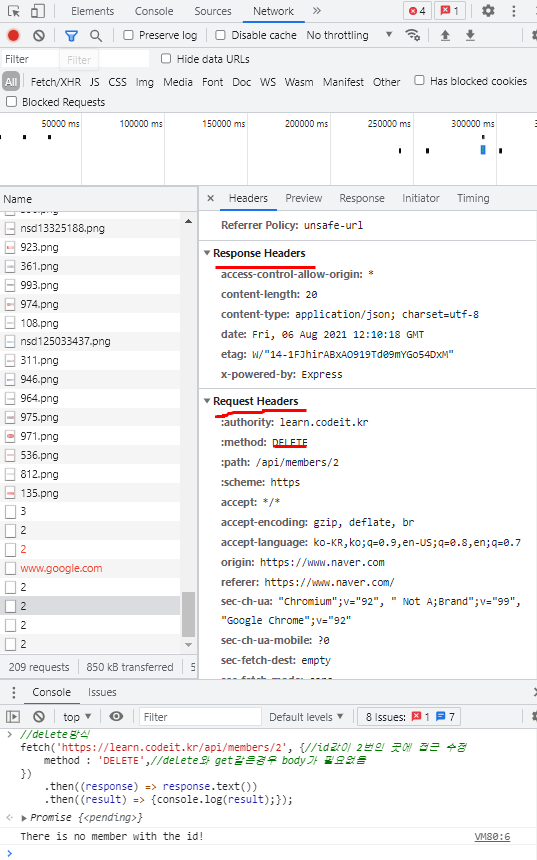 Elements Console Sources Network » 4 1
Preserve log Disable cache No throttling
Filter Filter Hide data URLs
All Fetch/XHR JS CSS Img Media Font Doc WS Wasm Manifest Other Has blocked cookies
Blocked Requests
50000 ms 100000 ms 150000 ms 200000 ms 250000 ms 300000 ms
Name
nsd13325188.png
923.png
361.png
993.png
974.png
108.png
nsd125033437.png
311.png
946.png
964.png
975.png
971.png
536.png
812.png
135.png
3
2
2
www.google.com
2
2
2
2
209 requests 850 kB transferred
× Headers Preview Response Initiator Timing
Referrer Policy: unsafe-url
Response Headers
access-control-allow-origin: *
content-length: 20
content-type: application/json; charset=utf-8
date: Fri, 06 Aug 2021 12:10:18 GMT
etag: W/"14-1FJhirABxAO919Td09mYGo54DxM"
x-powered-by: Express
Request Headers
:authority: learn.codeit.kr
:method: DELETE
:path: /api/members/2
:scheme: https
accept: */*
accept-encoding: gzip, deflate, br
accept-language: ko-KR,ko;q=0.9,en-US;q=0.8,en;q=0.7
origin: https://www.naver.com
referer: https://www.naver.com/
sec-ch-ua: "Chromium";v="92", " Not A;Brand";v="99",
"Google Chrome";v="92"
sec-ch-ua-mobile: ?0
sec-fetch-dest: empty
Console Issues
top ▼ Filter Default levels ▼ 8 Issues: 1 7
> //delete방식
fetch('https://learn.codeit.kr/api/members/2', {//id값이 2번의 곳에 접근 수정
method : 'DELETE',//delete와 get같은경우 body가 필요없음
})
.then((response) => response.text())
.then((result) => {console.log(result);});
Promise {<pending>}
There is no member with the id! VM80:6
>